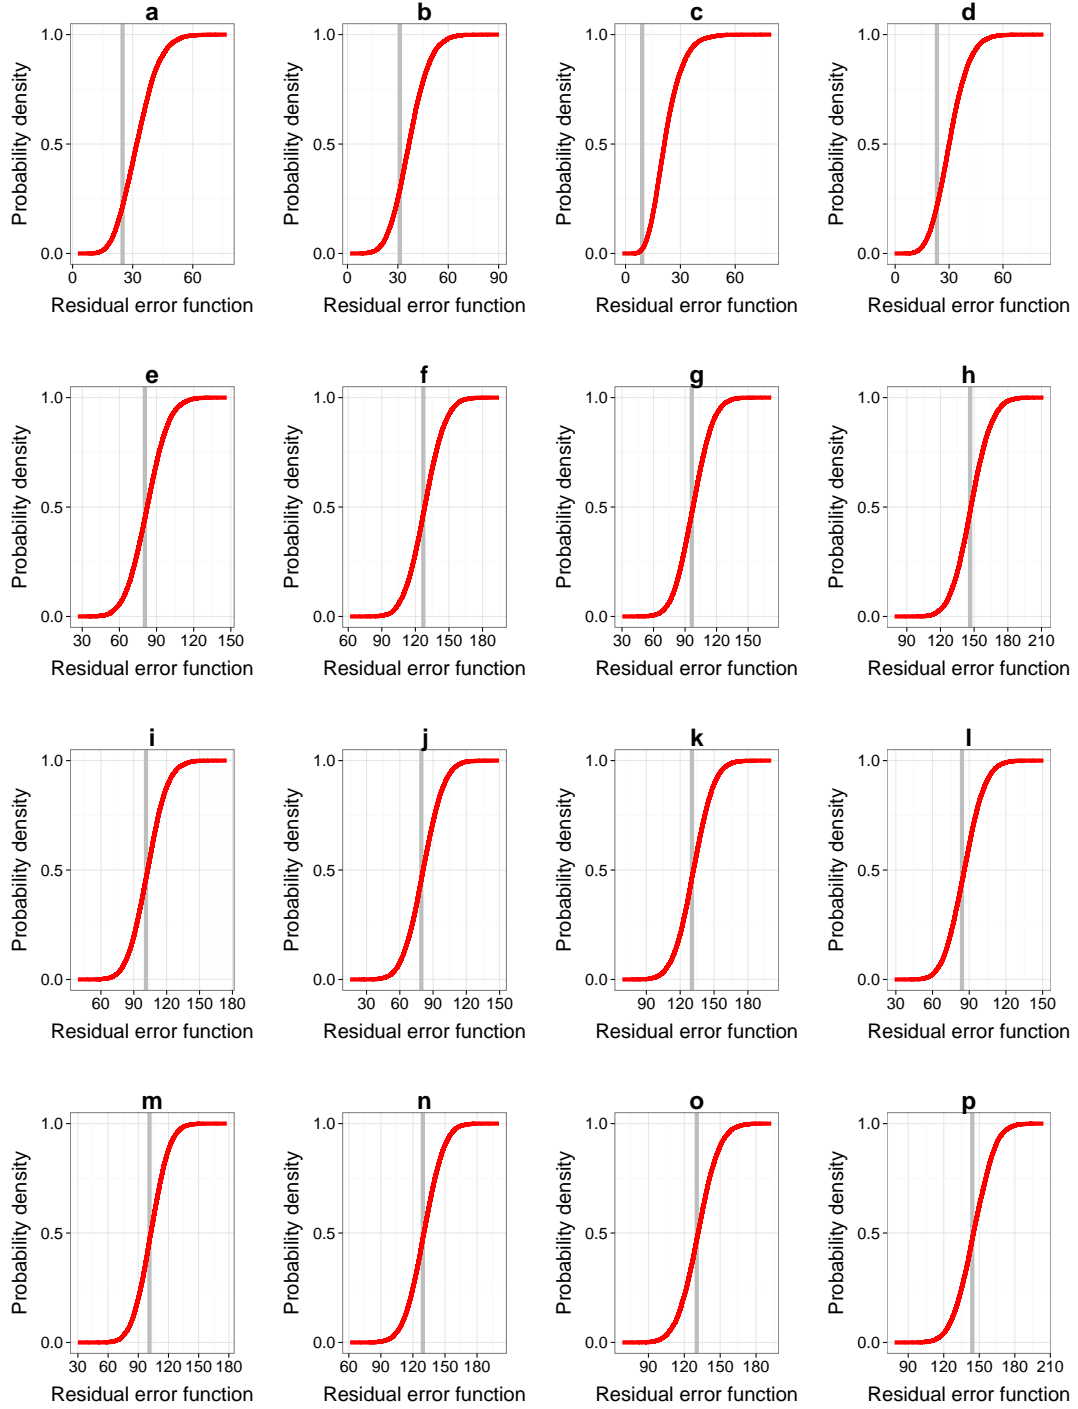 a b c d
1.0 1.0 1.0 1.0
Probability density Probability density Probability density Probability density
0.5 0.5 0.5 0.5
0.0 0.0 0.0 0.0
0 30 60 0 30 60 90 0 30 60 0 30 60
Residual error function Residual error function Residual error function Residual error function
e f g h
1.0 1.0 1.0 1.0
Probability density Probability density Probability density Probability density
0.5 0.5 0.5 0.5
0.0 0.0 0.0 0.0
30 60 90 120 150 60 90 120 150 180 30 60 90 120 150 90 120 150 180 210
Residual error function Residual error function Residual error function Residual error function
i j k l
1.0 1.0 1.0 1.0
Probability density Probability density Probability density Probability density
0.5 0.5 0.5 0.5
0.0 0.0 0.0 0.0
60 90 120 150 180 30 60 90 120 150 90 120 150 180 30 60 90 120 150
Residual error function Residual error function Residual error function Residual error function
m n o p
1.0 1.0 1.0 1.0
Probability density Probability density Probability density Probability density
0.5 0.5 0.5 0.5
0.0 0.0 0.0 0.0
30 60 90 120 150 180 60 90 120 150 180 90 120 150 180 90 120 150 180 210
Residual error function Residual error function Residual error function Residual error function